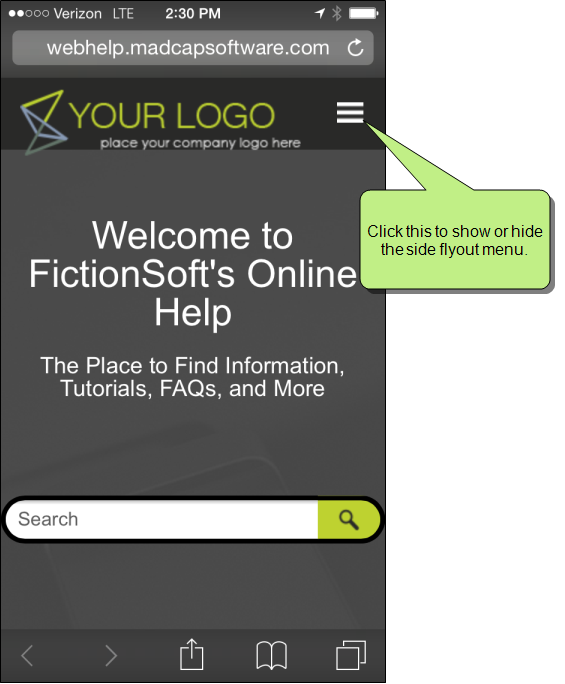 Verizon LTE 2:30 PM
webhelp.madcapsoftware.com
YOUR LOGO
place your company logo here
Click this to show or hide
the side flyout menu.
Welcome to
FictionSoft's Online
Help
The Place to Find Information,
Tutorials, FAQs, and More
Search